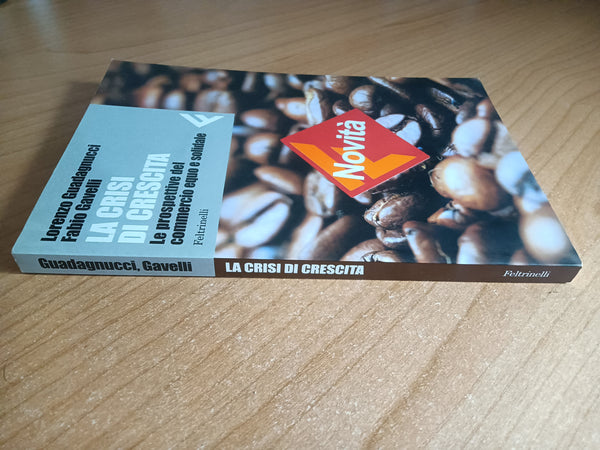 Lorenzo Guadagnucci
Fabio Gavelli
LA CRISI
DI CRESCITA
Le prospettive del
commercio equo e solidale
Feltrinelli
Novità
Guadagnucci, Gavelli
LA CRISI DI CRESCITA
Feltrinelli